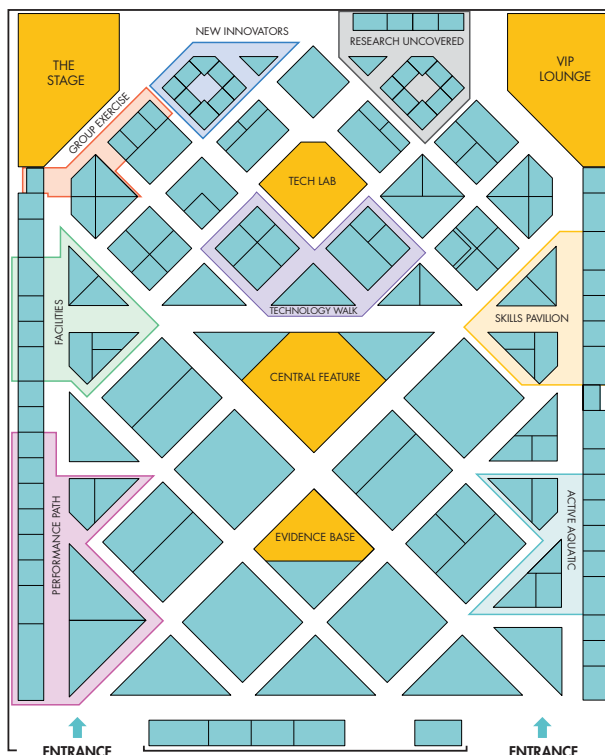 NEW INNOVATORS
RESEARCH UNCOVERED
THE
STAGE
VIP
LOUNGE
GROUP EXERCISE
TECH LAB
TECHNOLOGY WALK
FACILITIES
SKILLS PAVILION
CENTRAL FEATURE
PERFORMANCE PATH
EVIDENCE BASE
ACTIVE AQUATIC
ENTRANCE
ENTRANCE